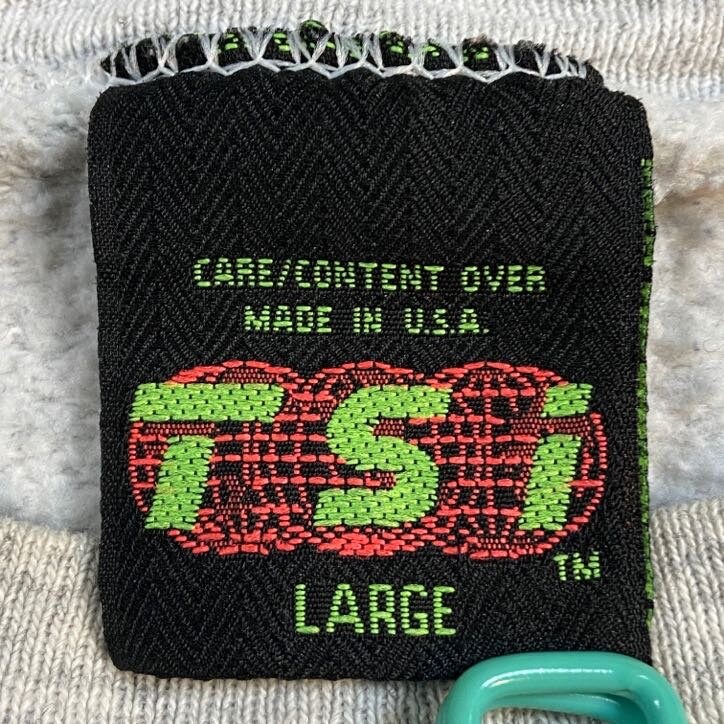 CARE/CONTENT OVER
MADE IN U.S.A.
TSi
TM
LARGE